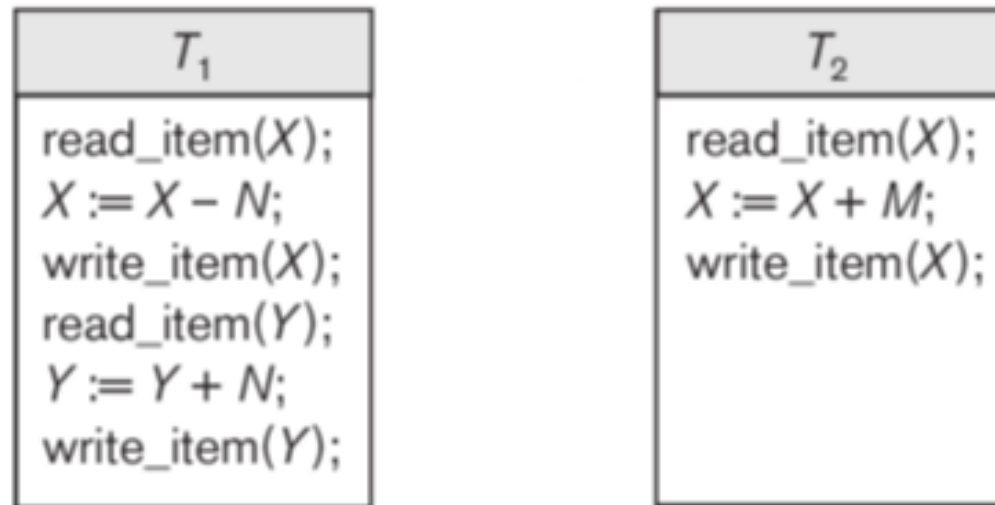 T₁
read_item(X);
X := X – N;
write_item(X);
read_item(Y);
Y := Y + N;
write_item(Y);
T₂
read_item(X);
X := X + M;
write_item(X);